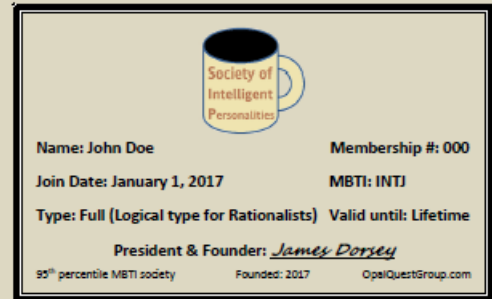 Society of
Intelligent
Personalities
Name: John Doe Membership #: 000
Join Date: January 1, 2017 MBTI: INTJ
Type: Full (Logical type for Rationalists) Valid until: Lifetime
President & Founder: James Dorsey
95th percentile MBTI society Founded: 2017 OpalQuestGroup.com